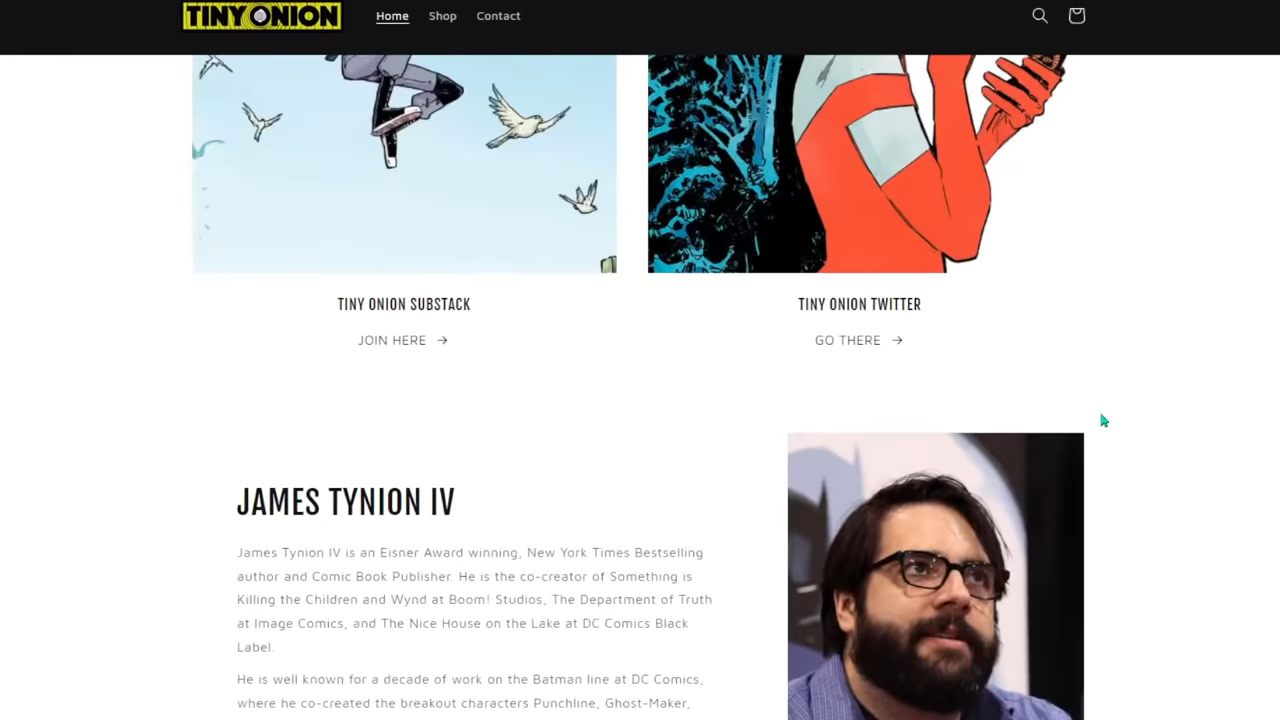 TINYONION
Home
Shop
Contact
TINY ONION SUBSTACK
JOIN HERE →
TINY ONION TWITTER
GO THERE →
JAMES TYNION IV
James Tynion IV is an Eisner Award winning, New York Times Bestselling
author and Comic Book Publisher. He is the co-creator of Something is
Killing the Children and Wynd at Boom! Studios, The Department of Truth
at Image Comics, and The Nice House on the Lake at DC Comics Black
Label.
He is well known for a decade of work on the Batman line at DC Comics,
where he co-created the breakout characters Punchline, Ghost-Maker,